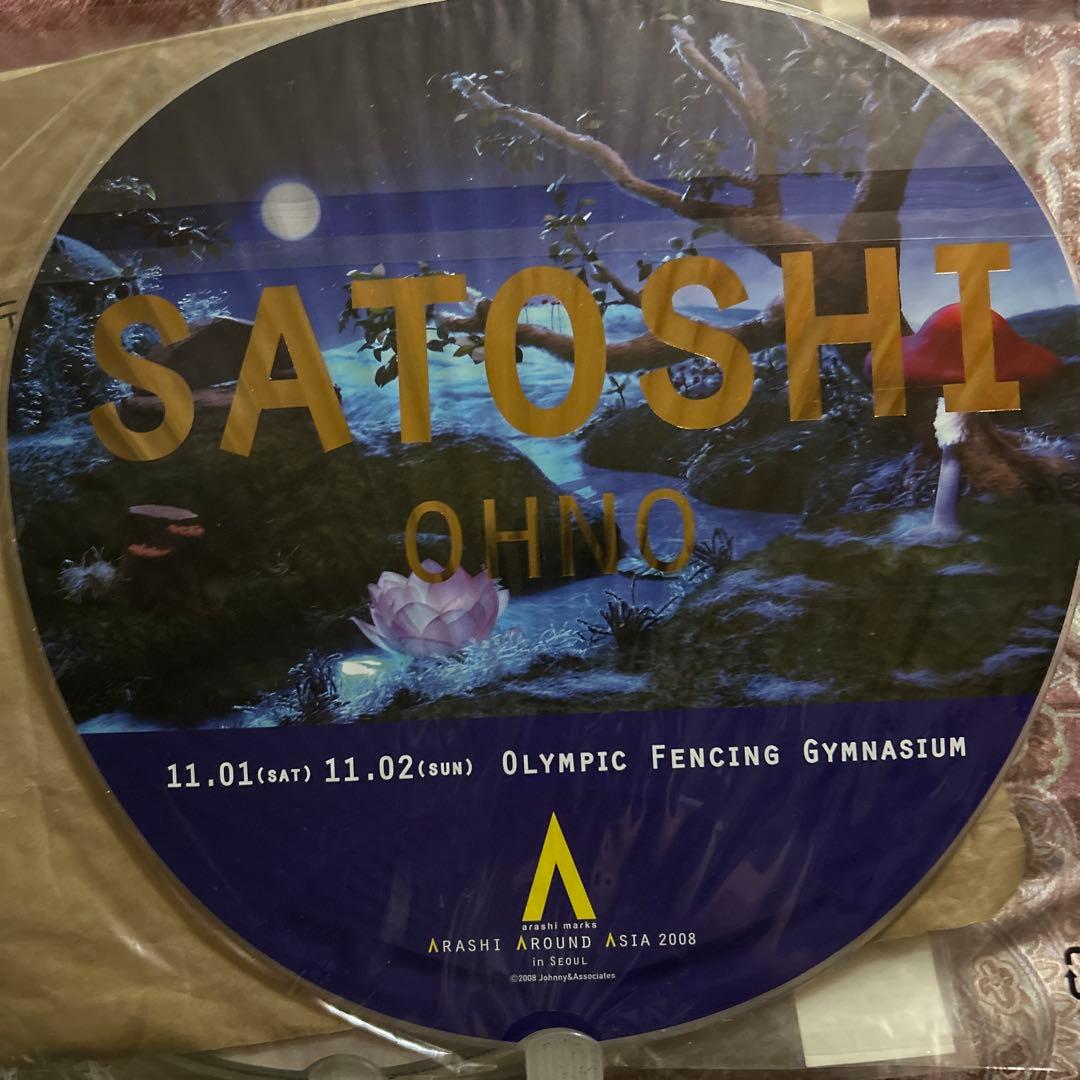 SATOSHI
OHNO
11.01(SAT) 11.02(SUN) OLYMPIC FENCING GYMNASIUM
arashi marks
ARASHI AROUND ASIA 2008
in SEOUL
©2008 Johnny&Associates